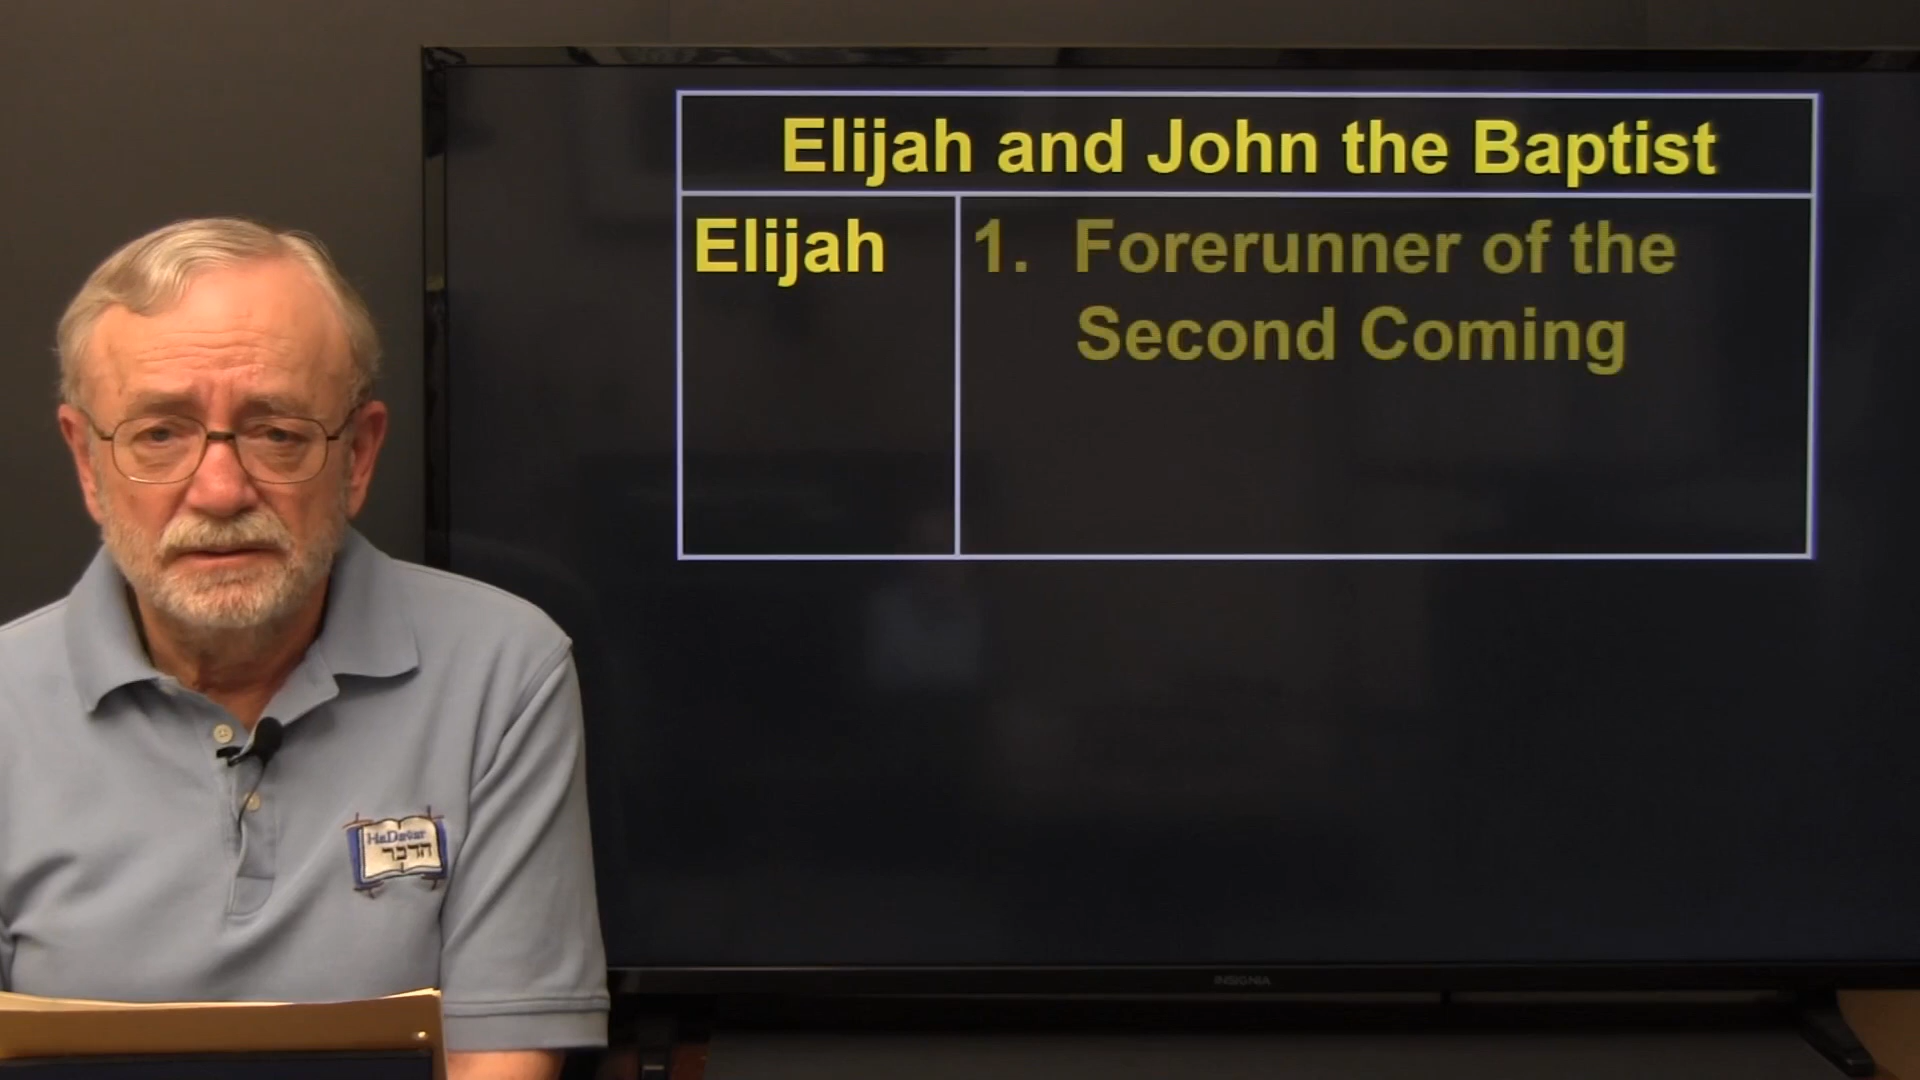 Elijah and John the Baptist
Elijah
1. Forerunner of the
Second Coming
HaDavar
הדבר
INSIGNIA